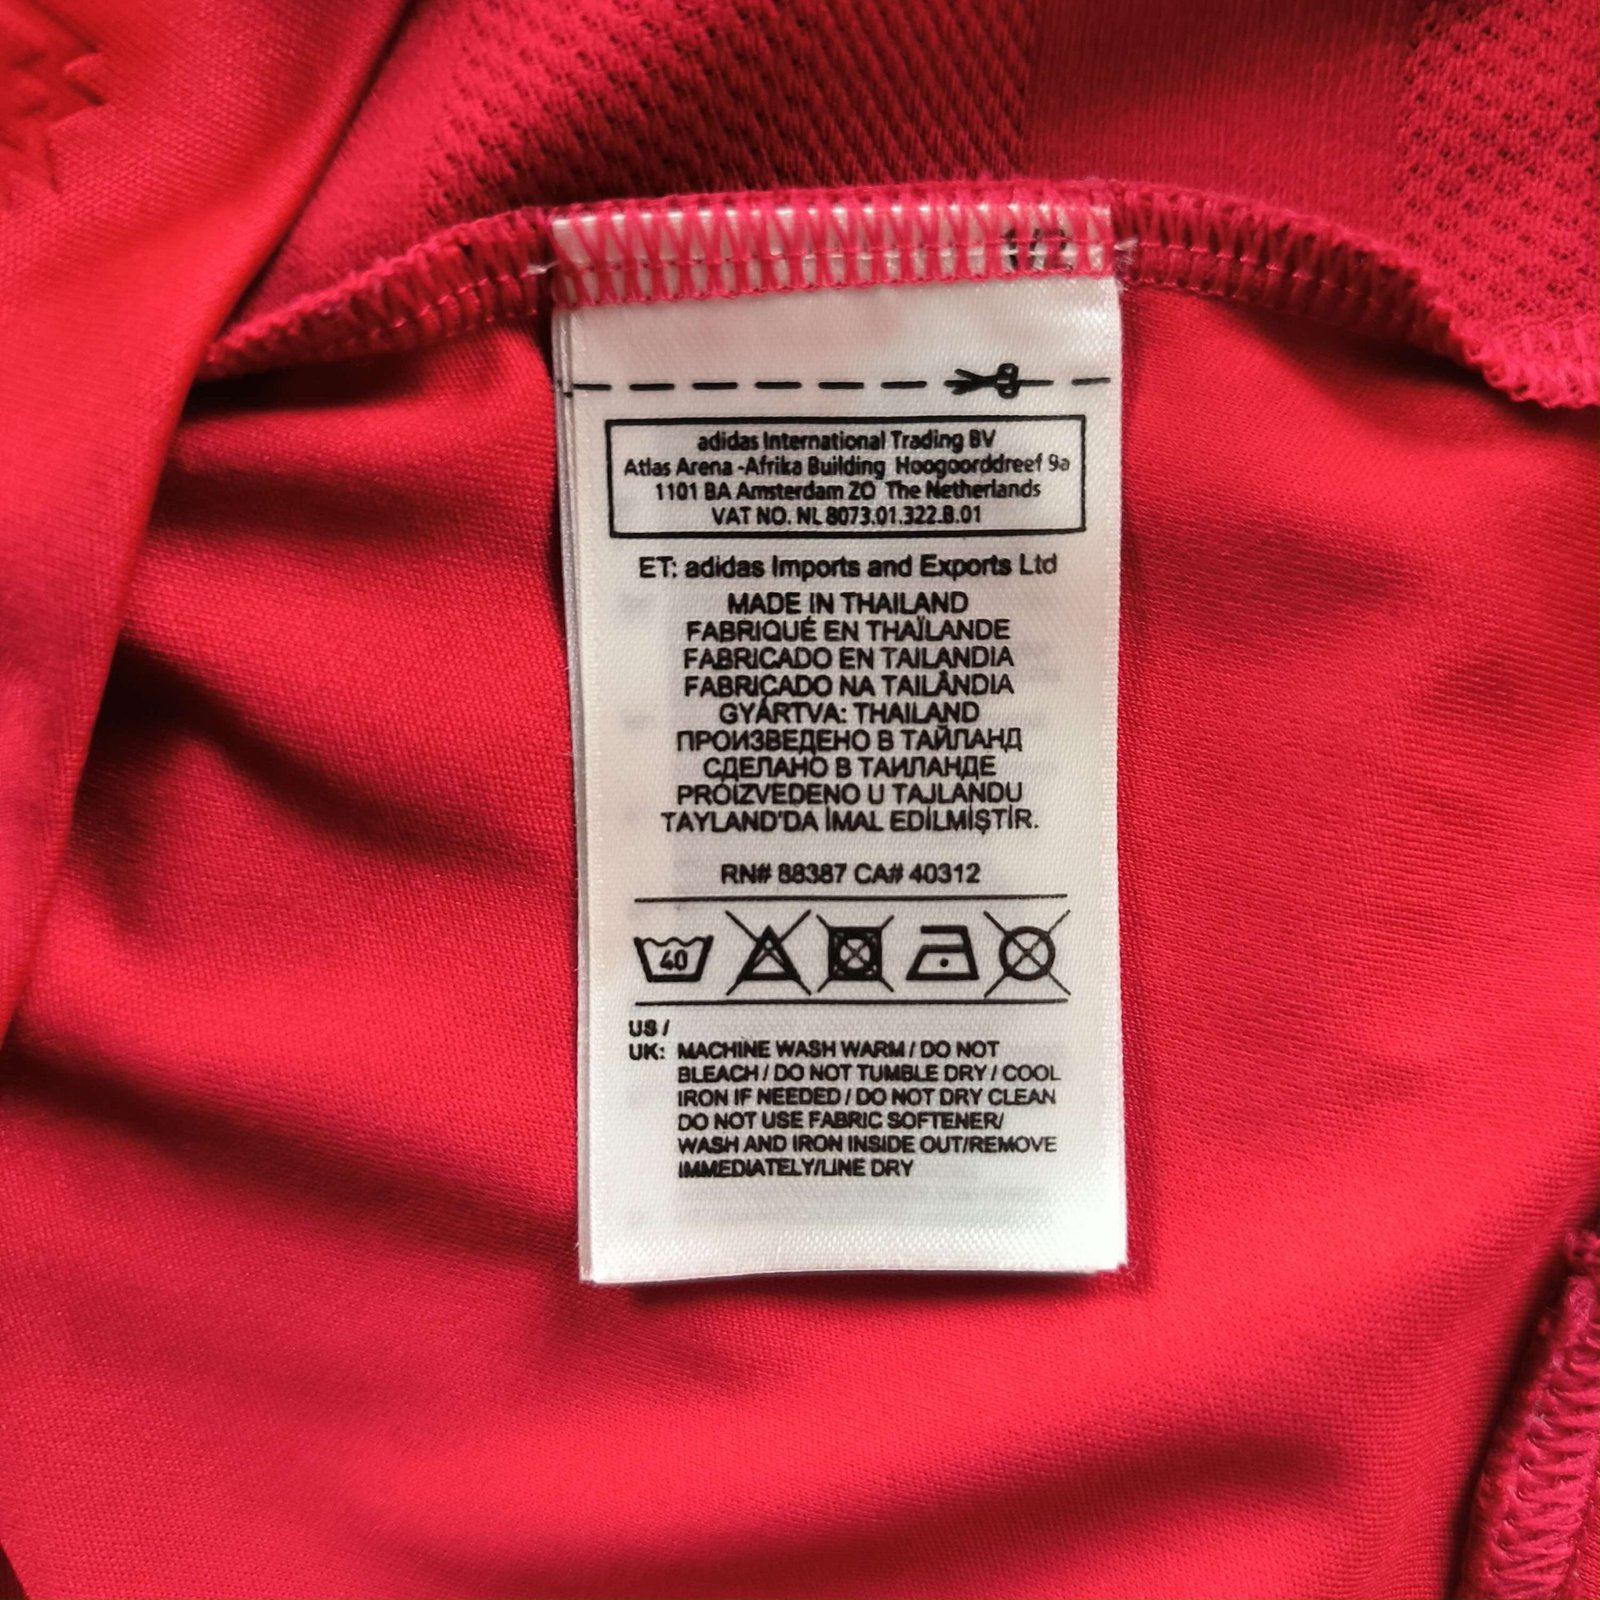 adidas International Trading BV
Atlas Arena -Afrika Building Hoogoorddreef 9a
1101 BA Amsterdam ZO The Netherlands
VAT NO. NL 8073.01.322.B.01
ET: adidas Imports and Exports Ltd
MADE IN THAILAND
FABRIQUÉ EN THAÏLANDE
FABRICADO EN TAILANDIA
FABRICADO NA TAILÂNDIA
GYÁRTVA: THAILAND
ПРОИЗВЕДЕНО В ТАЙЛАНД
СДЕЛАНО В ТАИЛАНДЕ
PROIZVEDENO U TAJLANDU
TAYLAND'DA İMAL EDİLMİŞTİR.
RN# 88387 CA# 40312
40
US /
UK: MACHINE WASH WARM / DO NOT
BLEACH / DO NOT TUMBLE DRY / COOL
IRON IF NEEDED / DO NOT DRY CLEAN
DO NOT USE FABRIC SOFTENER/
WASH AND IRON INSIDE OUT/REMOVE
IMMEDIATELY/LINE DRY